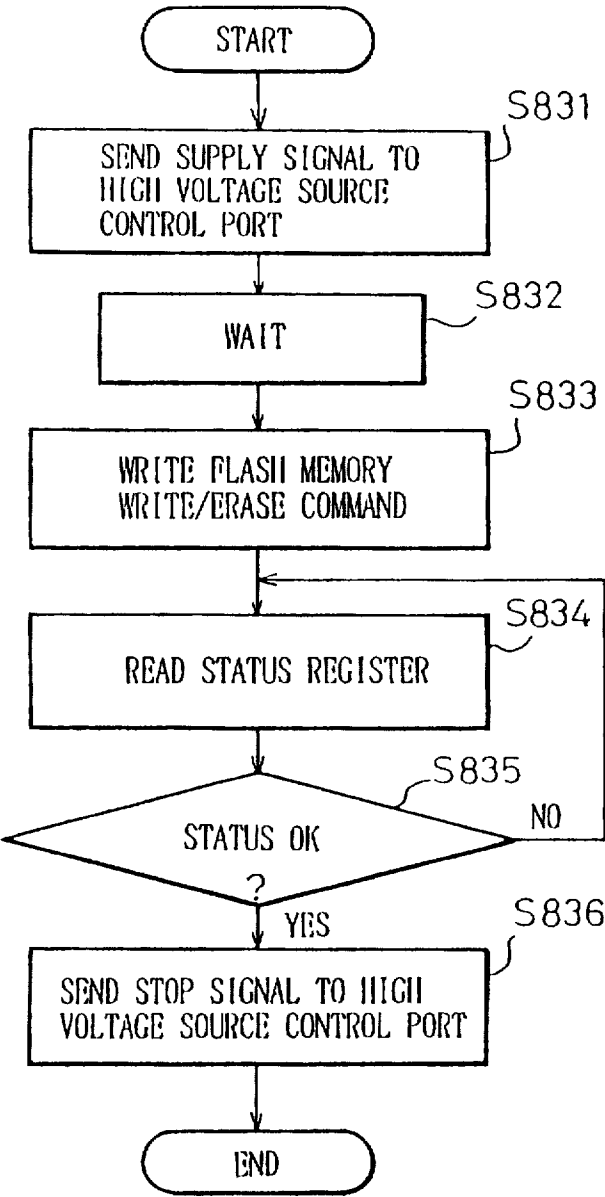 START
S831
SEND SUPPLY SIGNAL TO
HIGH VOLTAGE SOURCE
CONTROL PORT
S832
WAIT
S833
WRITE FLASH MEMORY
WRITE/ERASE COMMAND
S834
READ STATUS REGISTER
S835
STATUS OK
?
NO
YES
S836
SEND STOP SIGNAL TO HIGH
VOLTAGE SOURCE CONTROL PORT
END